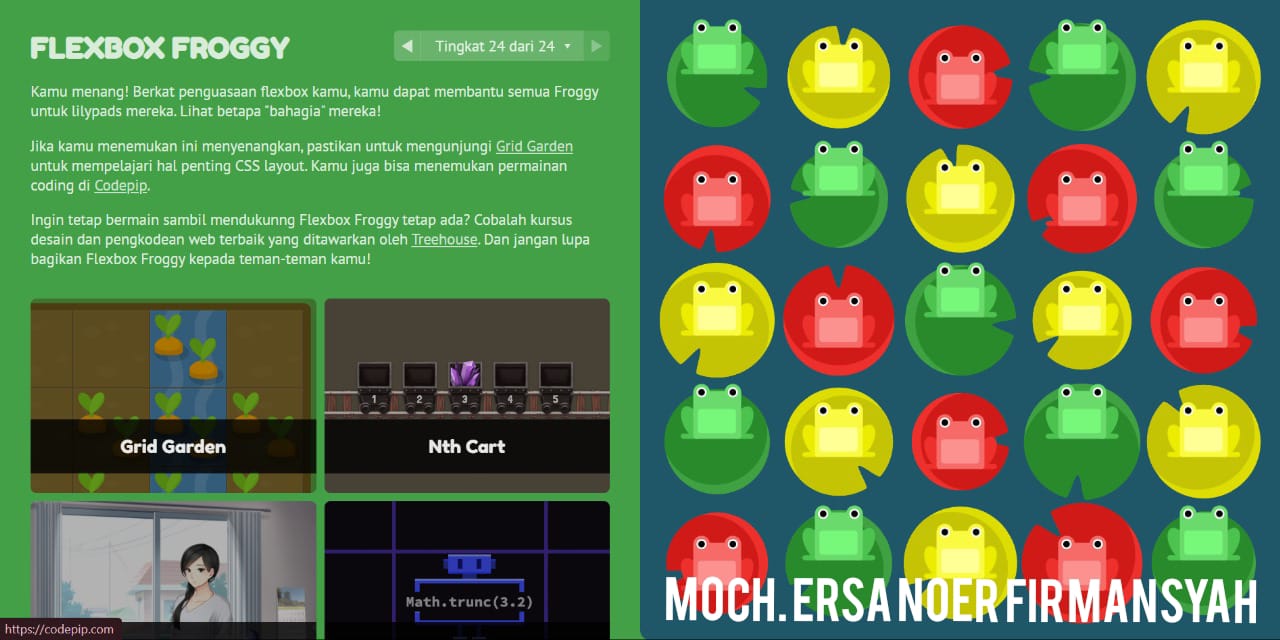 FLEXBOX FROGGY
Tingkat 24 dari 24
Kamu menang! Berkat penguasaan flexbox kamu, kamu dapat membantu semua Froggy
untuk lilypads mereka. Lihat betapa "bahagia" mereka!
Jika kamu menemukan ini menyenangkan, pastikan untuk mengunjungi Grid Garden
untuk mempelajari hal penting CSS layout. Kamu juga bisa menemukan permainan
coding di Codepip.
Ingin tetap bermain sambil mendukunng Flexbox Froggy tetap ada? Cobalah kursus
desain dan pengkodean web terbaik yang ditawarkan oleh Treehouse. Dan jangan lupa
bagikan Flexbox Froggy kepada teman-teman kamu!
Grid Garden
1 2 3 4 5
Nth Cart
Math.trunc(3.2)
https://codepip.com
MOCH. ERSA NOER FIRMANSYAH